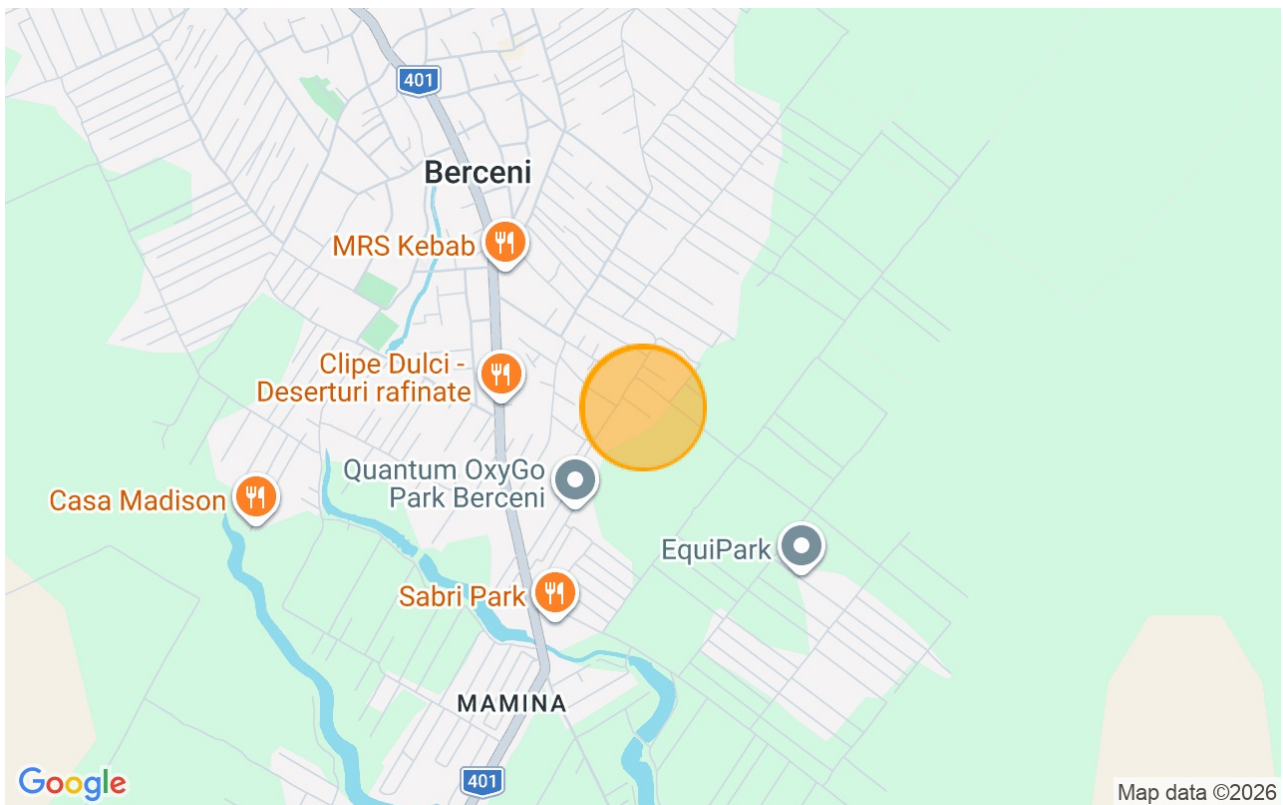 401
Berceni
MRS Kebab
Clipe Dulci -
Deserturi rafinate
Quantum OxyGo
Park Berceni
Casa Madison
EquiPark
Sabri Park
MAMINA
401
Google
Map data ©2026